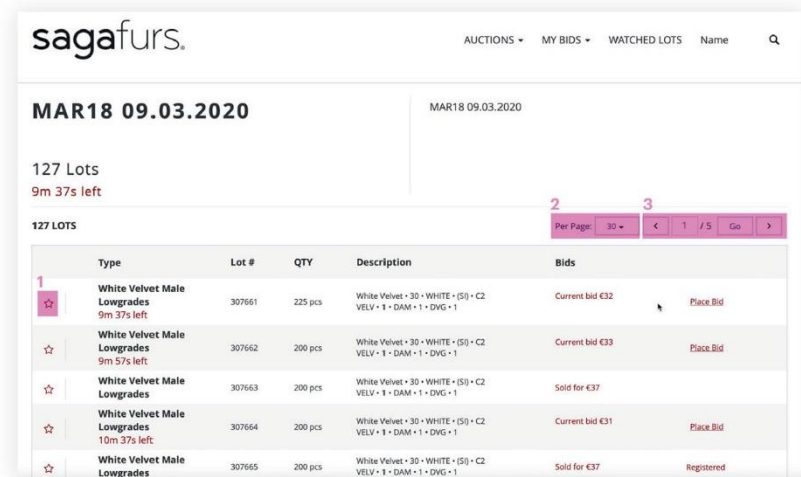 sagafurs.
AUCTIONS MY BIDS WATCHED LOTS Name
MAR18 09.03.2020
MAR18 09.03.2020
127 Lots
9m 37s left
2 3
127 LOTS Per Page: 30 < 1 / 5 Go >
Type Lot # QTY Description Bids
1
White Velvet Male
Lowgrades
9m 37s left
307661 225 pcs
White Velvet • 30 • WHITE • (SI) • C2
VELV • 1 • DAM • 1 • DVG • 1
Current bid €32 Place Bid
White Velvet Male
Lowgrades
9m 57s left
307662 200 pcs
White Velvet • 30 • WHITE • (SI) • C2
VELV • 1 • DAM • 1 • DVG • 1
Current bid €33 Place Bid
White Velvet Male
Lowgrades
307663 200 pcs
White Velvet • 30 • WHITE • (SI) • C2
VELV • 1 • DAM • 1 • DVG • 1
Sold for €37
White Velvet Male
Lowgrades
10m 37s left
307664 200 pcs
White Velvet • 30 • WHITE • (SI) • C2
VELV • 1 • DAM • 1 • DVG • 1
Current bid €31 Place Bid
White Velvet Male
Lowgrades
307665 200 pcs
White Velvet • 30 • WHITE • (SI) • C2
VELV • 1 • DAM • 1 • DVG • 1
Sold for €37 Registered